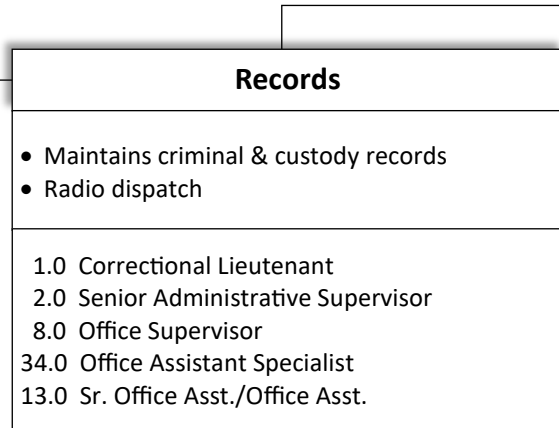 Records
• Maintains criminal & custody records
• Radio dispatch
1.0 Correctional Lieutenant
2.0 Senior Administrative Supervisor
8.0 Office Supervisor
34.0 Office Assistant Specialist
13.0 Sr. Office Asst./Office Asst.